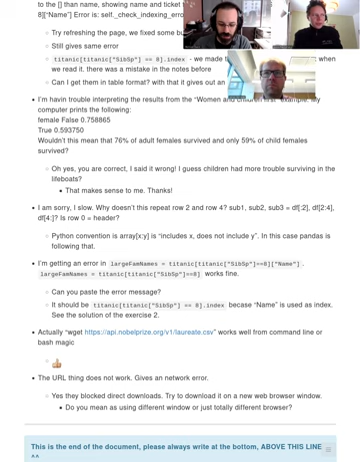 to the [] than name, showing name and ticket
8]["Name"] Error is: self._check_indexing_erro
Try refreshing the page, we fixed some bu
Still gives same error
titanic[titanic["SibSp"] == 8].index - we made t
when
we read it. there was a mistake in the notes before
Can I get them in table format? with that it gives out an
I'm havin trouble interpreting the results from the "Women and children first" example. My
computer prints the following:
female False 0.758865
True 0.593750
Wouldn't this mean that 76% of adult females survived and only 59% of child females
survived?
Oh yes, you are correct, I said it wrong! I guess children had more trouble surviving in the
lifeboats?
That makes sense to me. Thanks!
I am sorry, I slow. Why doesn't this repeat row 2 and row 4? sub1, sub2, sub3 = df[:2], df[2:4],
df[4:]? Is row 0 = header?
Python convention is array[x:y] is "includes x, does not include y". In this case pandas is
following that.
I'm getting an error in largeFamNames = titanic[titanic["SibSp"]==8]["Name"] .
largeFamNames = titanic[titanic["SibSp"]==8] works fine.
Can you paste the error message?
It should be titanic[titanic["SibSp"] == 8].index becase "Name" is used as index.
See the solution of the exercise 2.
Actually "wget https://api.nobelprize.org/v1/laureate.csv" works well from command line or
bash magic
The URL thing does not work. Gives an network error.
Yes they blocked direct downloads. Try to download it on a new web browser window.
Do you mean as using different window or just totally different browser?
This is the end of the document, please always write at the bottom, ABOVE THIS LINE
^^